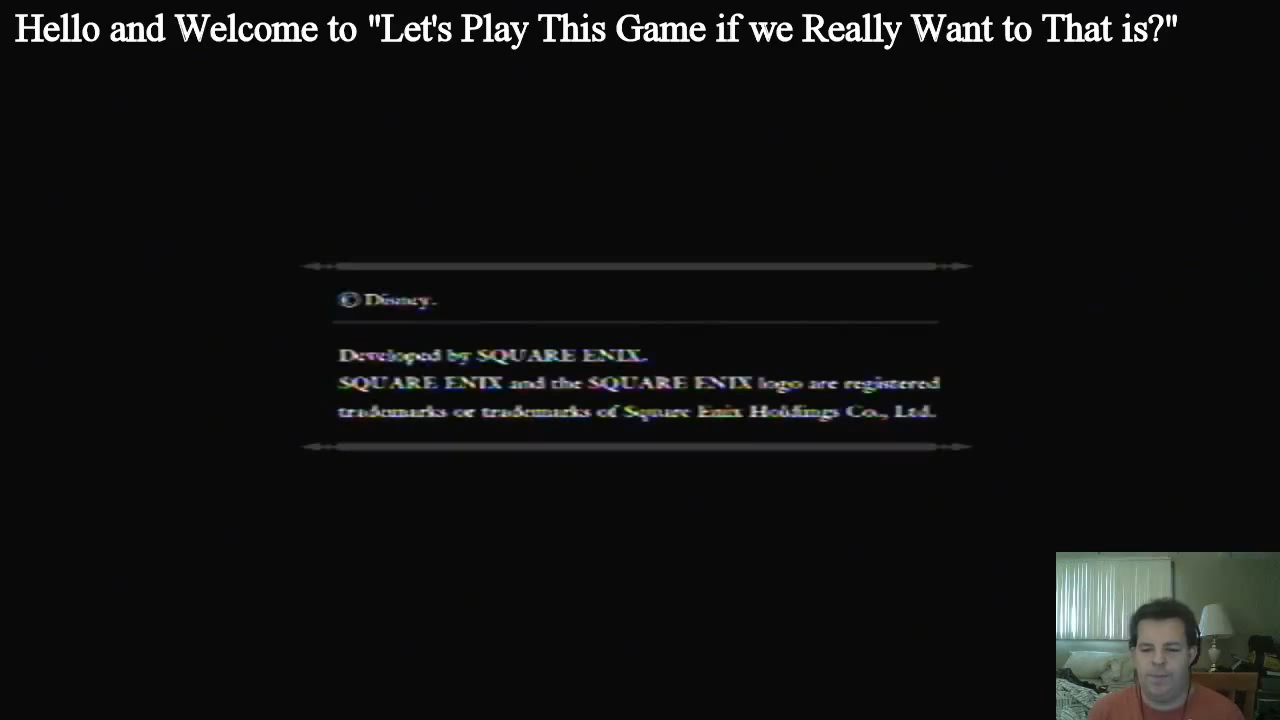 Hello and Welcome to "Let's Play This Game if we Really Want to That is?"
© Disney.
Developed by SQUARE ENIX.
SQUARE ENIX and the SQUARE ENIX logo are registered
trademarks or trademarks of Square Enix Holdings Co., Ltd.